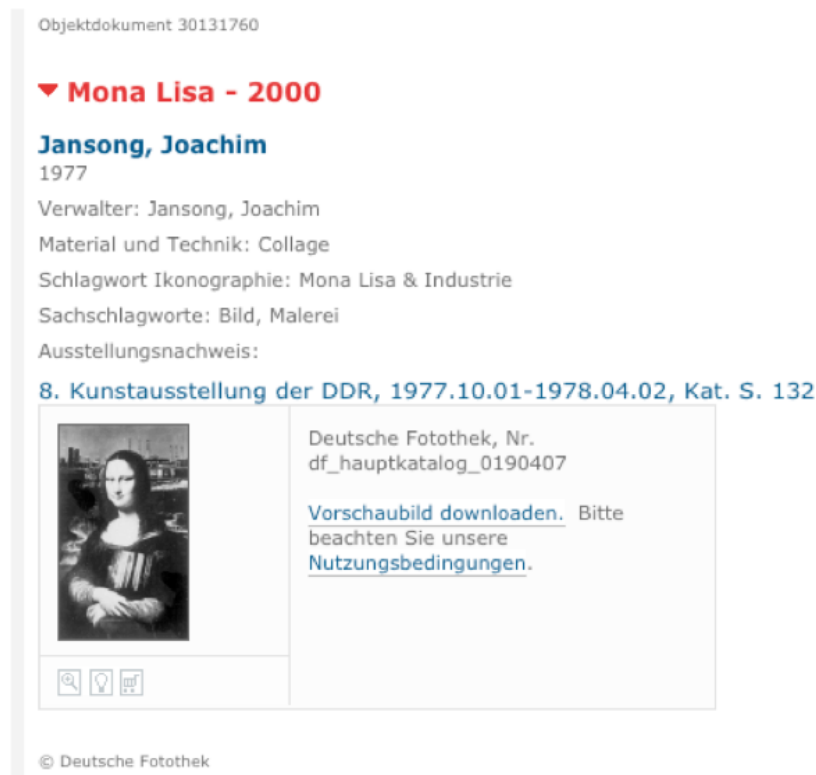 Objektdokument 30131760
Mona Lisa - 2000
Jansong, Joachim
1977
Verwalter: Jansong, Joachim
Material und Technik: Collage
Schlagwort Ikonographie: Mona Lisa & Industrie
Sachschlagworte: Bild, Malerei
Ausstellungsnachweis:
8. Kunstausstellung der DDR, 1977.10.01-1978.04.02, Kat. S. 132
Deutsche Fotothek, Nr.
df_hauptkatalog_0190407
Vorschaubild downloaden. Bitte
beachten Sie unsere
Nutzungsbedingungen.
© Deutsche Fotothek